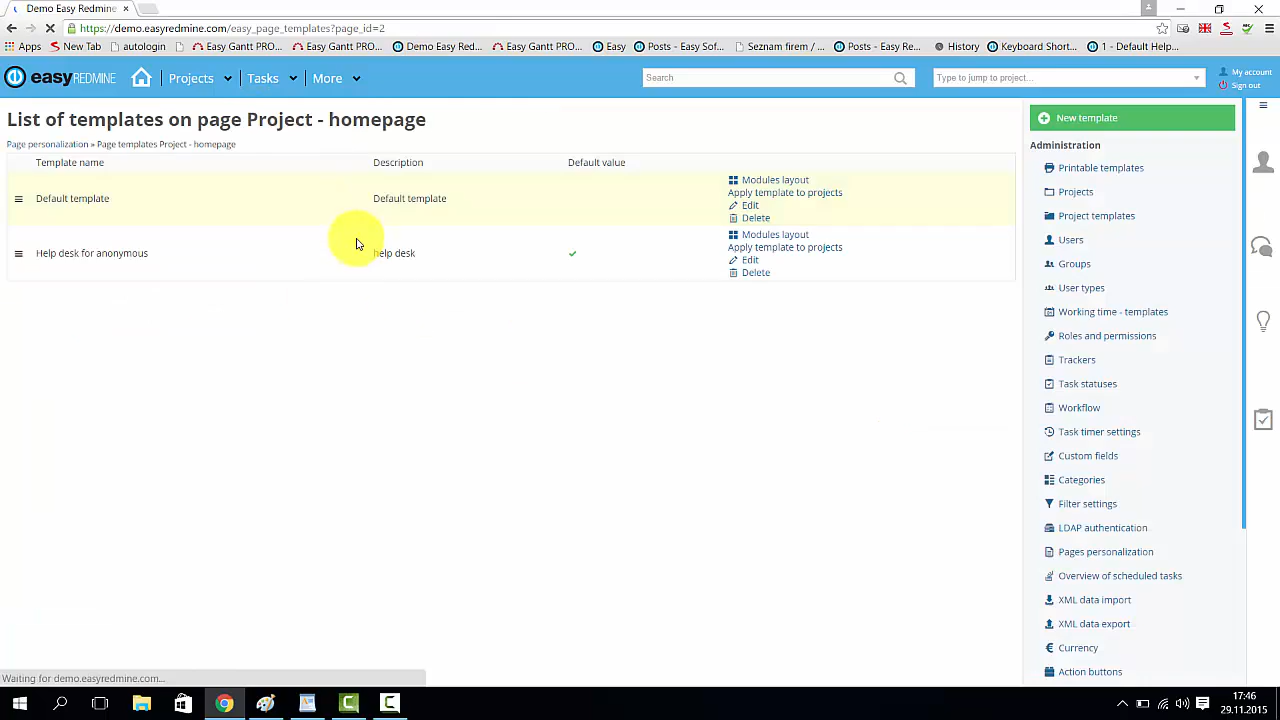 Demo Easy Redmine
https://demo.easyredmine.com/easy_page_templates?page_id=2
Apps New Tab autologin Easy Gantt PRO... Easy Gantt PRO... Demo Easy Red... Easy Gantt PRO... Easy Posts - Easy Sof... Seznam firem /... Posts - Easy Re... History Keyboard Short... 1 - Default Help...
easyREDMINE Projects Tasks More Search Type to jump to project... My account
Sign out
List of templates on page Project - homepage
Page personalization » Page templates Project - homepage
Template name Description Default value
Default template Default template
Modules layout
Apply template to projects
Edit
Delete
Help desk for anonymous help desk
Modules layout
Apply template to projects
Edit
Delete
New template
Administration
Printable templates
Projects
Project templates
Users
Groups
User types
Working time - templates
Roles and permissions
Trackers
Task statuses
Workflow
Task timer settings
Custom fields
Categories
Filter settings
LDAP authentication
Pages personalization
Overview of scheduled tasks
XML data import
XML data export
Currency
Action buttons
Waiting for demo.easyredmine.com...
17:46
29.11.2015